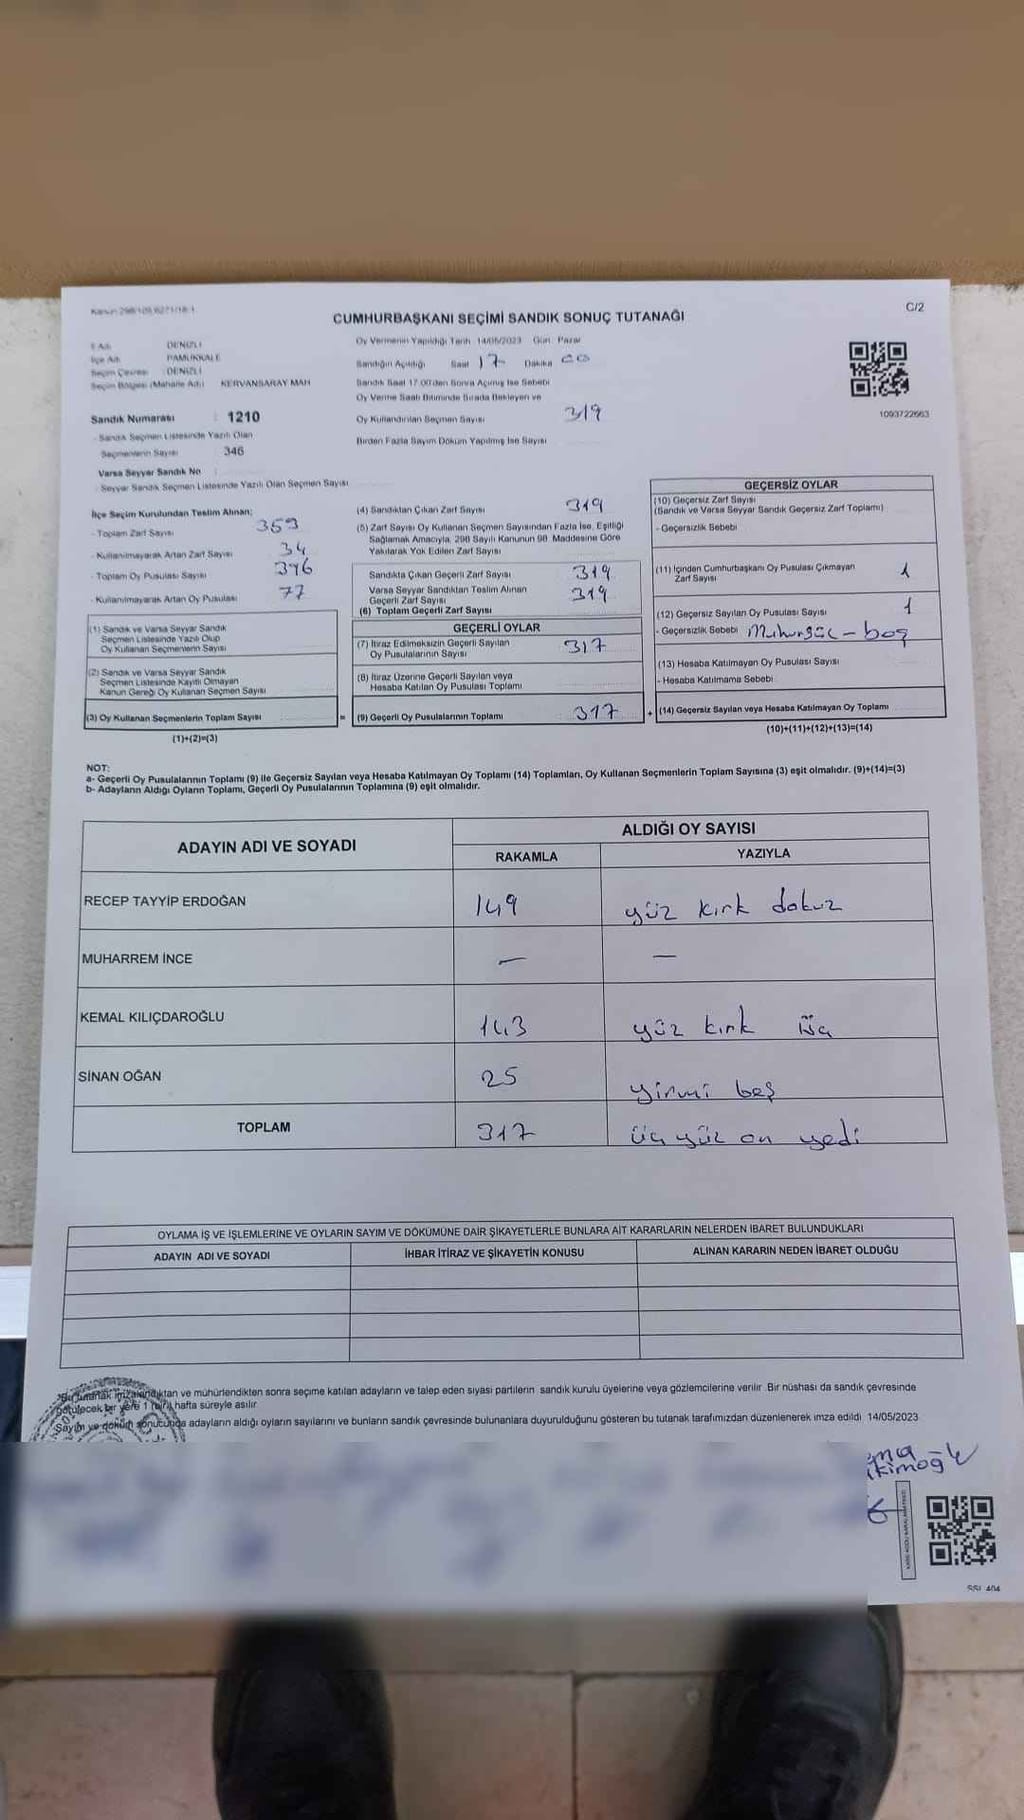 Kanun 298/105,6271/18-1
C/2
CUMHURBAŞKANI SEÇİMİ SANDIK SONUÇ TUTANAĞI
İl Adı : DENİZLİ
İlçe Adı : PAMUKKALE
Seçim Çevresi : DENİZLİ
Seçim Bölgesi (Mahalle Adı) : KERVANSARAY MAH
Sandık Numarası : 1210
- Sandık Seçmen Listesinde Yazılı Olan
Seçmenlerin Sayısı : 346
Varsa Seyyar Sandık No
- Seyyar Sandık Seçmen Listesinde Yazılı Olan Seçmen Sayısı
Oy Vermenin Yapıldığı Tarih 14/05/2023 Gün: Pazar
Sandığın Açıldığı Saat 17 Dakika 00
Sandık Saat 17.00'den Sonra Açılmış İse Sebebi
Oy Verme Saati Bitiminde Sırada Bekleyen ve
Oy Kullandırılan Seçmen Sayısı 319
Birden Fazla Sayım Döküm Yapılmış İse Sayısı
1093722663
İlçe Seçim Kurulundan Teslim Alınan;
- Toplam Zarf Sayısı 353
- Kullanılmayarak Artan Zarf Sayısı 34
- Toplam Oy Pusulası Sayısı 396
- Kullanılmayarak Artan Oy Pusulası 77
(1) Sandık ve Varsa Seyyar Sandık
Seçmen Listesinde Yazılı Olup
Oy Kullanan Seçmenlerin Sayısı
(2) Sandık ve Varsa Seyyar Sandık
Seçmen Listesinde Kayıtlı Olmayan
Kanun Gereği Oy Kullanan Seçmen Sayısı
(3) Oy Kullanan Seçmenlerin Toplam Sayısı
(1)+(2)=(3)
(4) Sandıktan Çıkan Zarf Sayısı 319
(5) Zarf Sayısı Oy Kullanan Seçmen Sayısından Fazla İse, Eşitliği
Sağlamak Amacıyla, 298 Sayılı Kanunun 98. Maddesine Göre
Yakılarak Yok Edilen Zarf Sayısı
Sandıkta Çıkan Geçerli Zarf Sayısı 319
Varsa Seyyar Sandıktan Teslim Alınan
Geçerli Zarf Sayısı 319
(6) Toplam Geçerli Zarf Sayısı
GEÇERLİ OYLAR
(7) İtiraz Edilmeksizin Geçerli Sayılan
Oy Pusulalarının Sayısı 317
(8) İtiraz Üzerine Geçerli Sayılan veya
Hesaba Katılan Oy Pusulası Toplamı
= (9) Geçerli Oy Pusulalarının Toplamı 317
GEÇERSİZ OYLAR
(10) Geçersiz Zarf Sayısı
(Sandık ve Varsa Seyyar Sandık Geçersiz Zarf Toplamı)
- Geçersizlik Sebebi
(11) İçinden Cumhurbaşkanı Oy Pusulası Çıkmayan
Zarf Sayısı 1
(12) Geçersiz Sayılan Oy Pusulası Sayısı 1
- Geçersizlik Sebebi Mühürsüz - boş
(13) Hesaba Katılmayan Oy Pusulası Sayısı
- Hesaba Katılmama Sebebi
+ (14) Geçersiz Sayılan veya Hesaba Katılmayan Oy Toplamı
(10)+(11)+(12)+(13)=(14)
NOT:
a- Geçerli Oy Pusulalarının Toplamı (9) ile Geçersiz Sayılan veya Hesaba Katılmayan Oy Toplamı (14) Toplamları, Oy Kullanan Seçmenlerin Toplam Sayısına (3) eşit olmalıdır. (9)+(14)=(3)
b- Adayların Aldığı Oyların Toplamı, Geçerli Oy Pusulalarının Toplamına (9) eşit olmalıdır.
ADAYIN ADI VE SOYADI
ALDIĞI OY SAYISI
RAKAMLA YAZIYLA
RECEP TAYYİP ERDOĞAN 149 yüz kırk dokuz
MUHARREM İNCE — —
KEMAL KILIÇDAROĞLU 143 yüz kırk üç
SİNAN OĞAN 25 yirmi beş
TOPLAM 317 üç yüz on yedi
OYLAMA İŞ VE İŞLEMLERİNE VE OYLARIN SAYIM VE DÖKÜMÜNE DAİR ŞİKAYETLERLE BUNLARA AİT KARARLARIN NELERDEN İBARET BULUNDUKLARI
ADAYIN ADI VE SOYADI İHBAR İTİRAZ VE ŞİKAYETİN KONUSU ALINAN KARARIN NEDEN İBARET OLDUĞU
Bu tutanak imzalandıktan ve mühürlendikten sonra seçime katılan adayların ve talep eden siyasi partilerin sandık kurulu üyelerine veya gözlemcilerine verilir. Bir nüshası da sandık çevresinde
görülecek bir yere 1 (bir) hafta süreyle asılır.
Sayım ve döküm sonucunda adayların aldığı oyların sayılarını ve bunların sandık çevresinde bulunanlara duyurulduğunu gösteren bu tutanak tarafımızdan düzenlenerek imza edildi. 14/05/2023
SSL 404